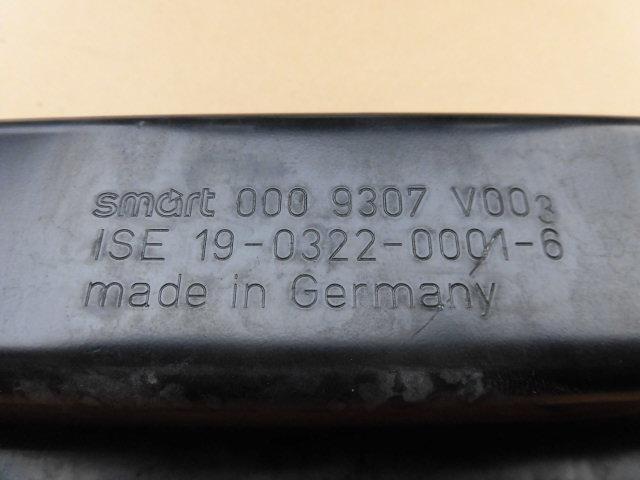 smart 000 9307 V003
ISE 19-0322-0001-6
made in Germany